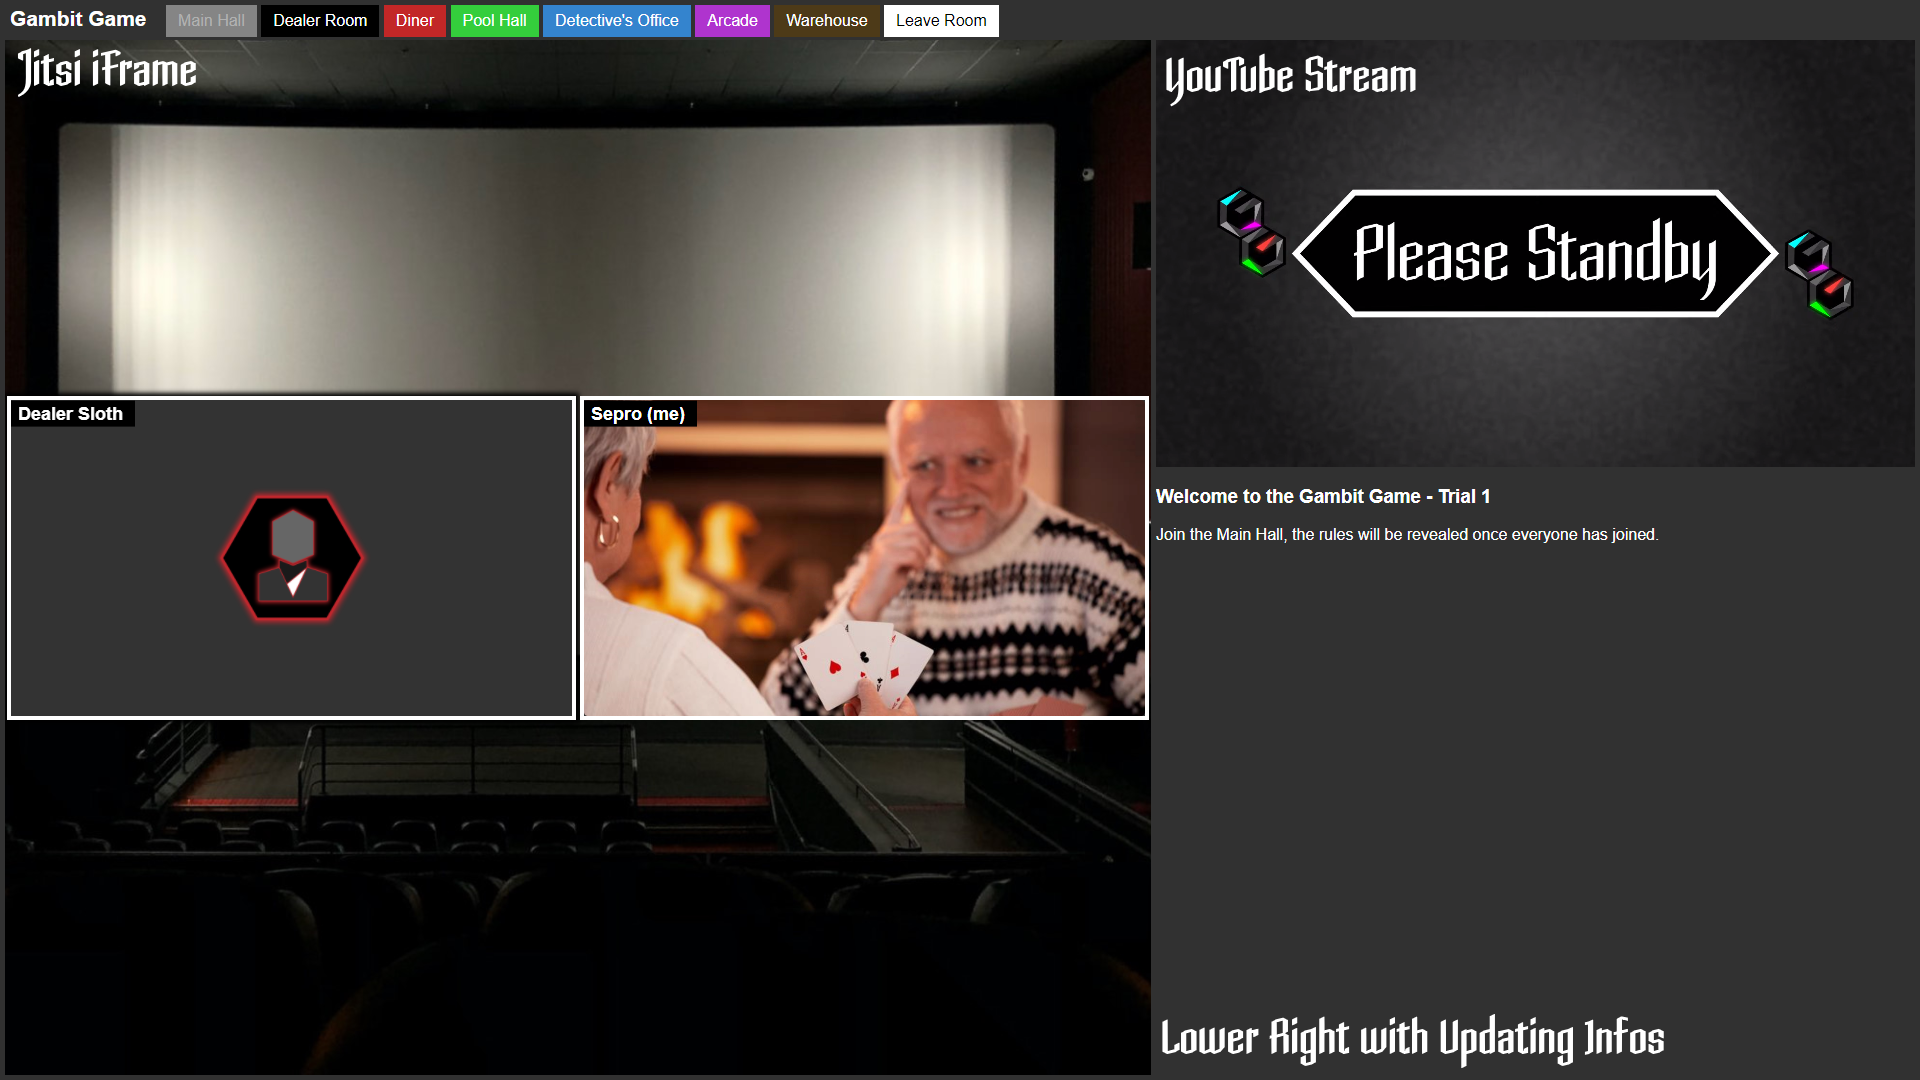 Gambit Game Main Hall Dealer Room Diner Pool Hall Detective's Office Arcade Warehouse Leave Room
Jitsi iFrame
YouTube Stream
Please Standby
Dealer Sloth
Sepro (me)
Welcome to the Gambit Game - Trial 1
Join the Main Hall, the rules will be revealed once everyone has joined.
Lower Right with Updating Infos